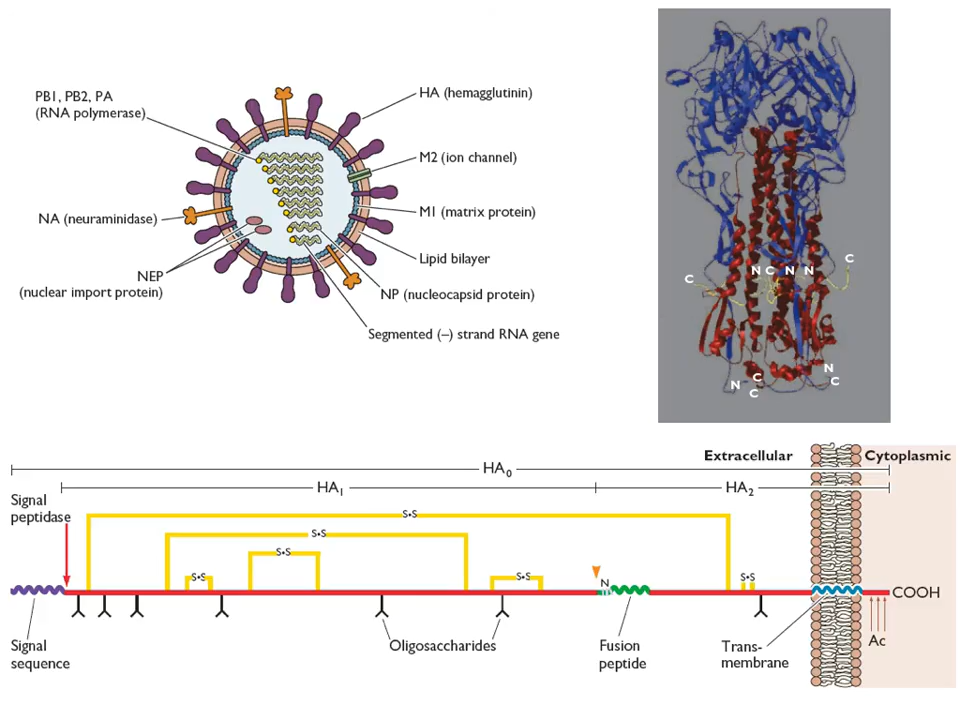 PB1, PB2, PA
(RNA polymerase)
HA (hemagglutinin)
M2 (ion channel)
NA (neuraminidase)
M1 (matrix protein)
Lipid bilayer
NEP
(nuclear import protein)
NP (nucleocapsid protein)
Segmented (–) strand RNA gene
C
N
C
N
N
C
N
C
C
N
C
Extracellular
Cytoplasmic
HA0
HA1
HA2
Signal
peptidase
S•S
S•S
S•S
S•S
S•S
S•S
N
COOH
Signal
sequence
Oligosaccharides
Fusion
peptide
Trans-
membrane
Ac